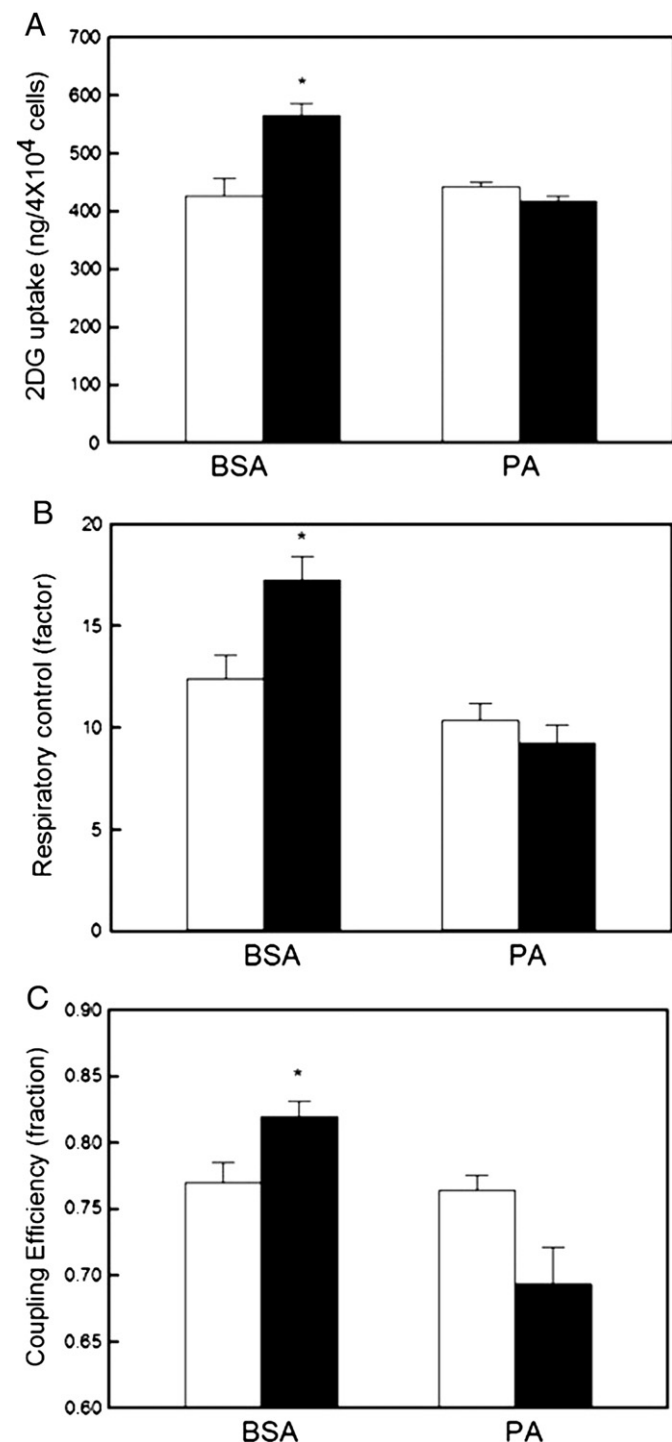 A
2DG uptake (ng/4X10⁴ cells)
700
600
500
400
300
200
100
0
*
BSA PA
B
Respiratory control (factor)
20
15
10
5
0
*
BSA PA
C
Coupling Efficiency (fraction)
0.90
0.85
0.80
0.75
0.70
0.65
0.60
*
BSA PA